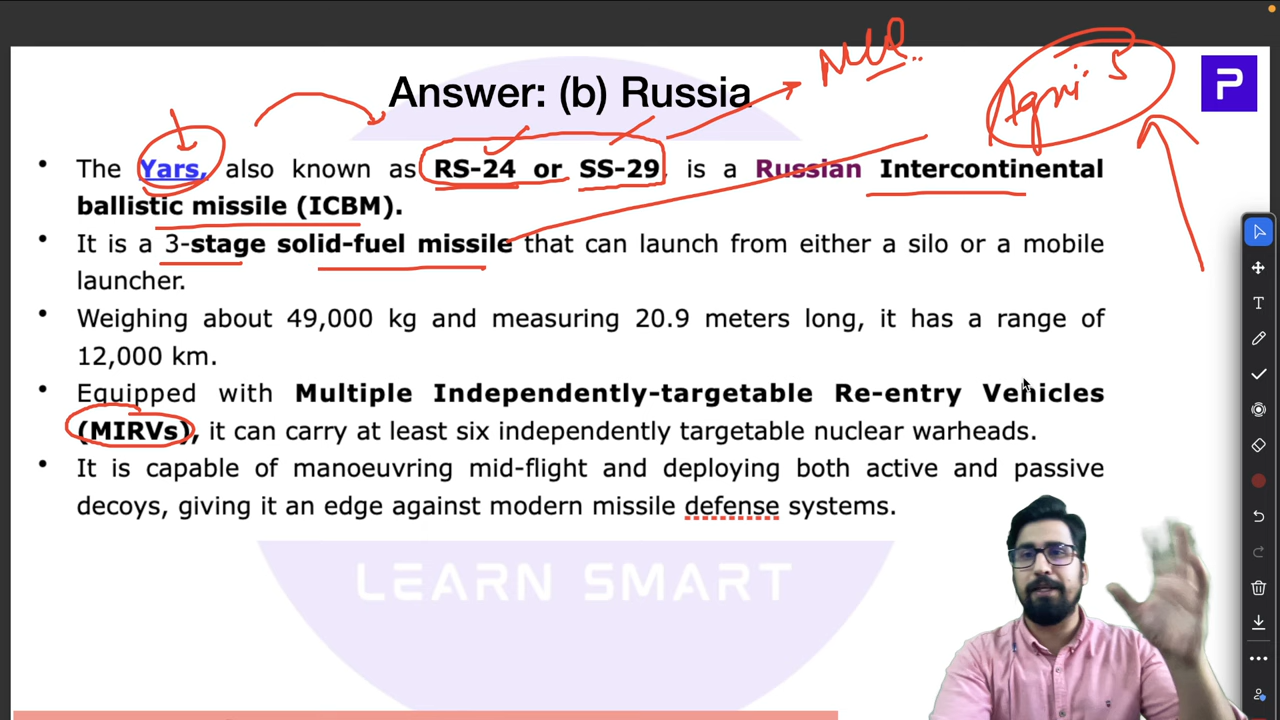 Answer: (b) Russia
Agni-5
• The Yars, also known as RS-24 or SS-29, is a Russian Intercontinental
ballistic missile (ICBM).
• It is a 3-stage solid-fuel missile that can launch from either a silo or a mobile
launcher.
• Weighing about 49,000 kg and measuring 20.9 meters long, it has a range of
12,000 km.
• Equipped with Multiple Independently-targetable Re-entry Vehicles
(MIRVs), it can carry at least six independently targetable nuclear warheads.
• It is capable of manoeuvring mid-flight and deploying both active and passive
decoys, giving it an edge against modern missile defense systems.
LEARN SMART